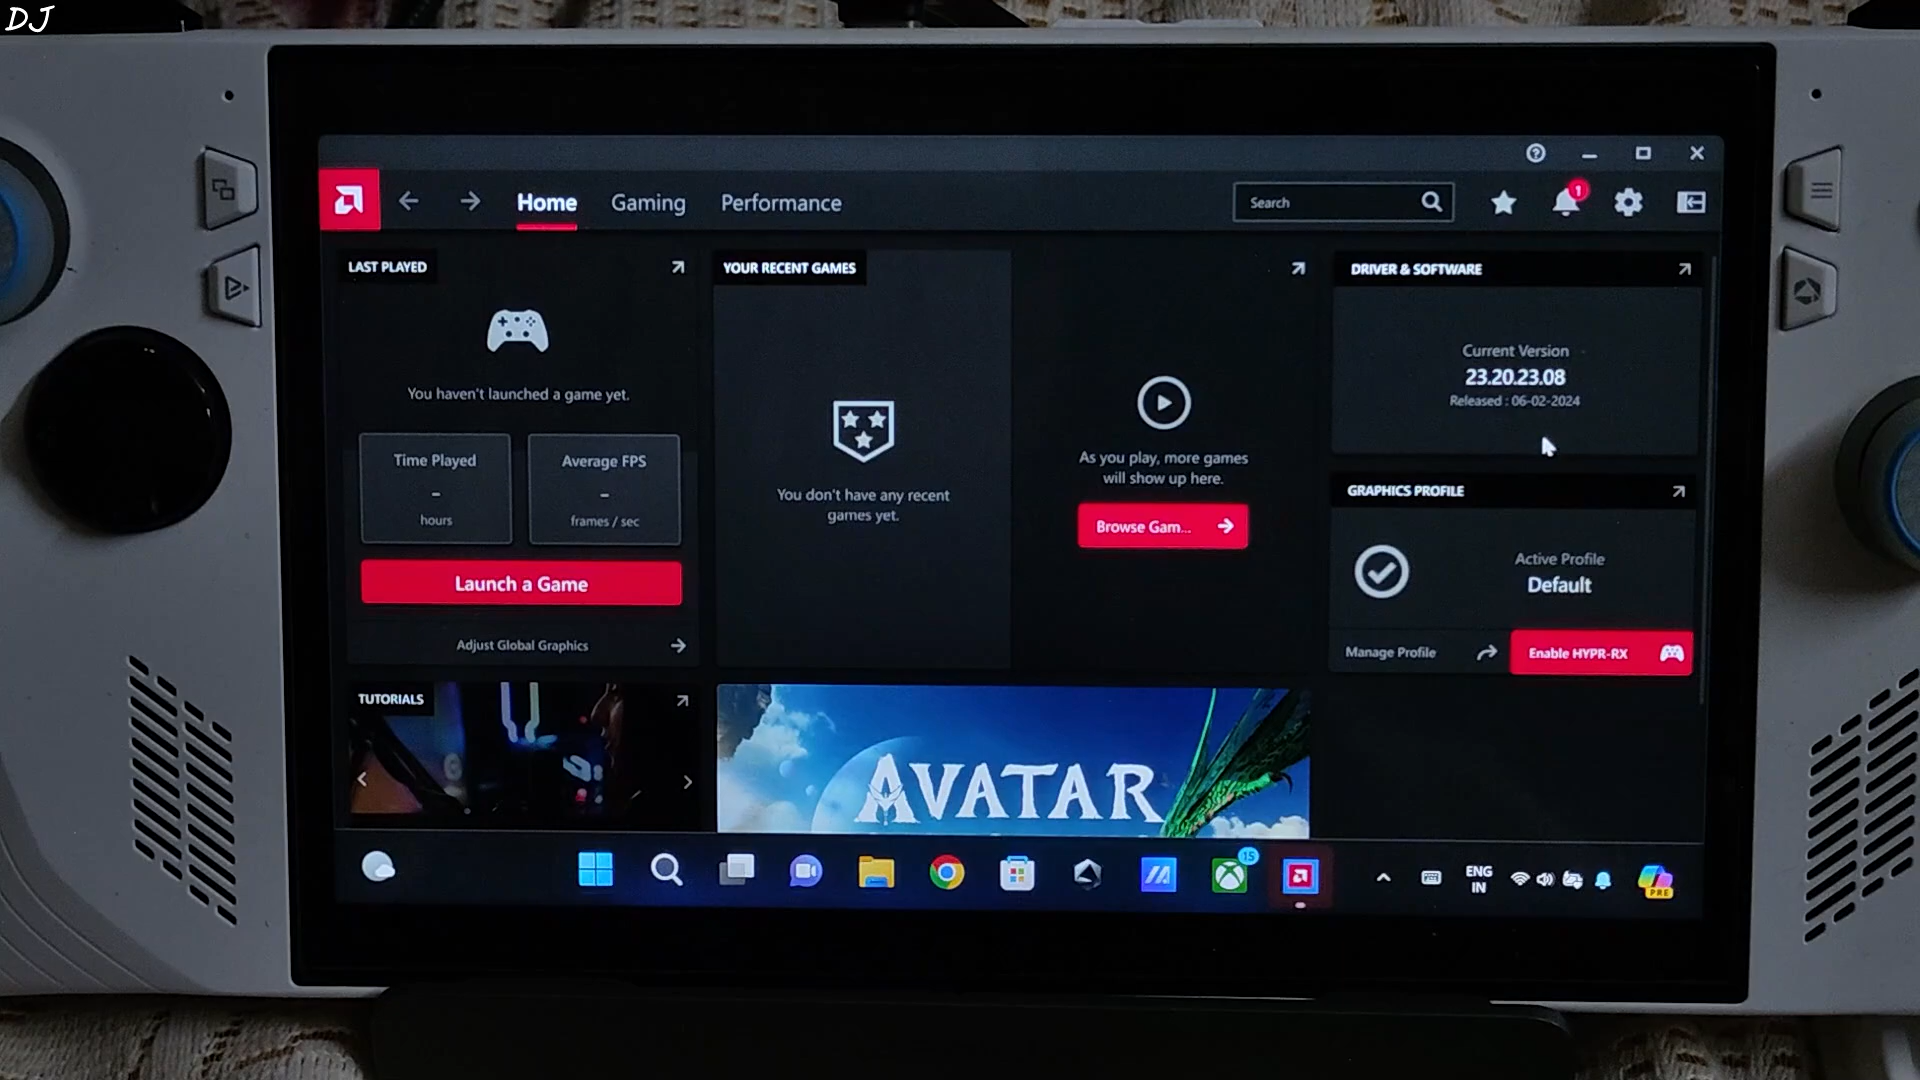 DJ
Home
Gaming
Performance
Search
1
LAST PLAYED
You haven't launched a game yet.
Time Played
-
hours
Average FPS
-
frames / sec
Launch a Game
Adjust Global Graphics
YOUR RECENT GAMES
You don't have any recent
games yet.
As you play, more games
will show up here.
Browse Gam...
DRIVER & SOFTWARE
Current Version
23.20.23.08
Released : 06-02-2024
GRAPHICS PROFILE
Active Profile
Default
Manage Profile
Enable HYPR-RX
TUTORIALS
AVATAR
15
ENG
IN
PRE